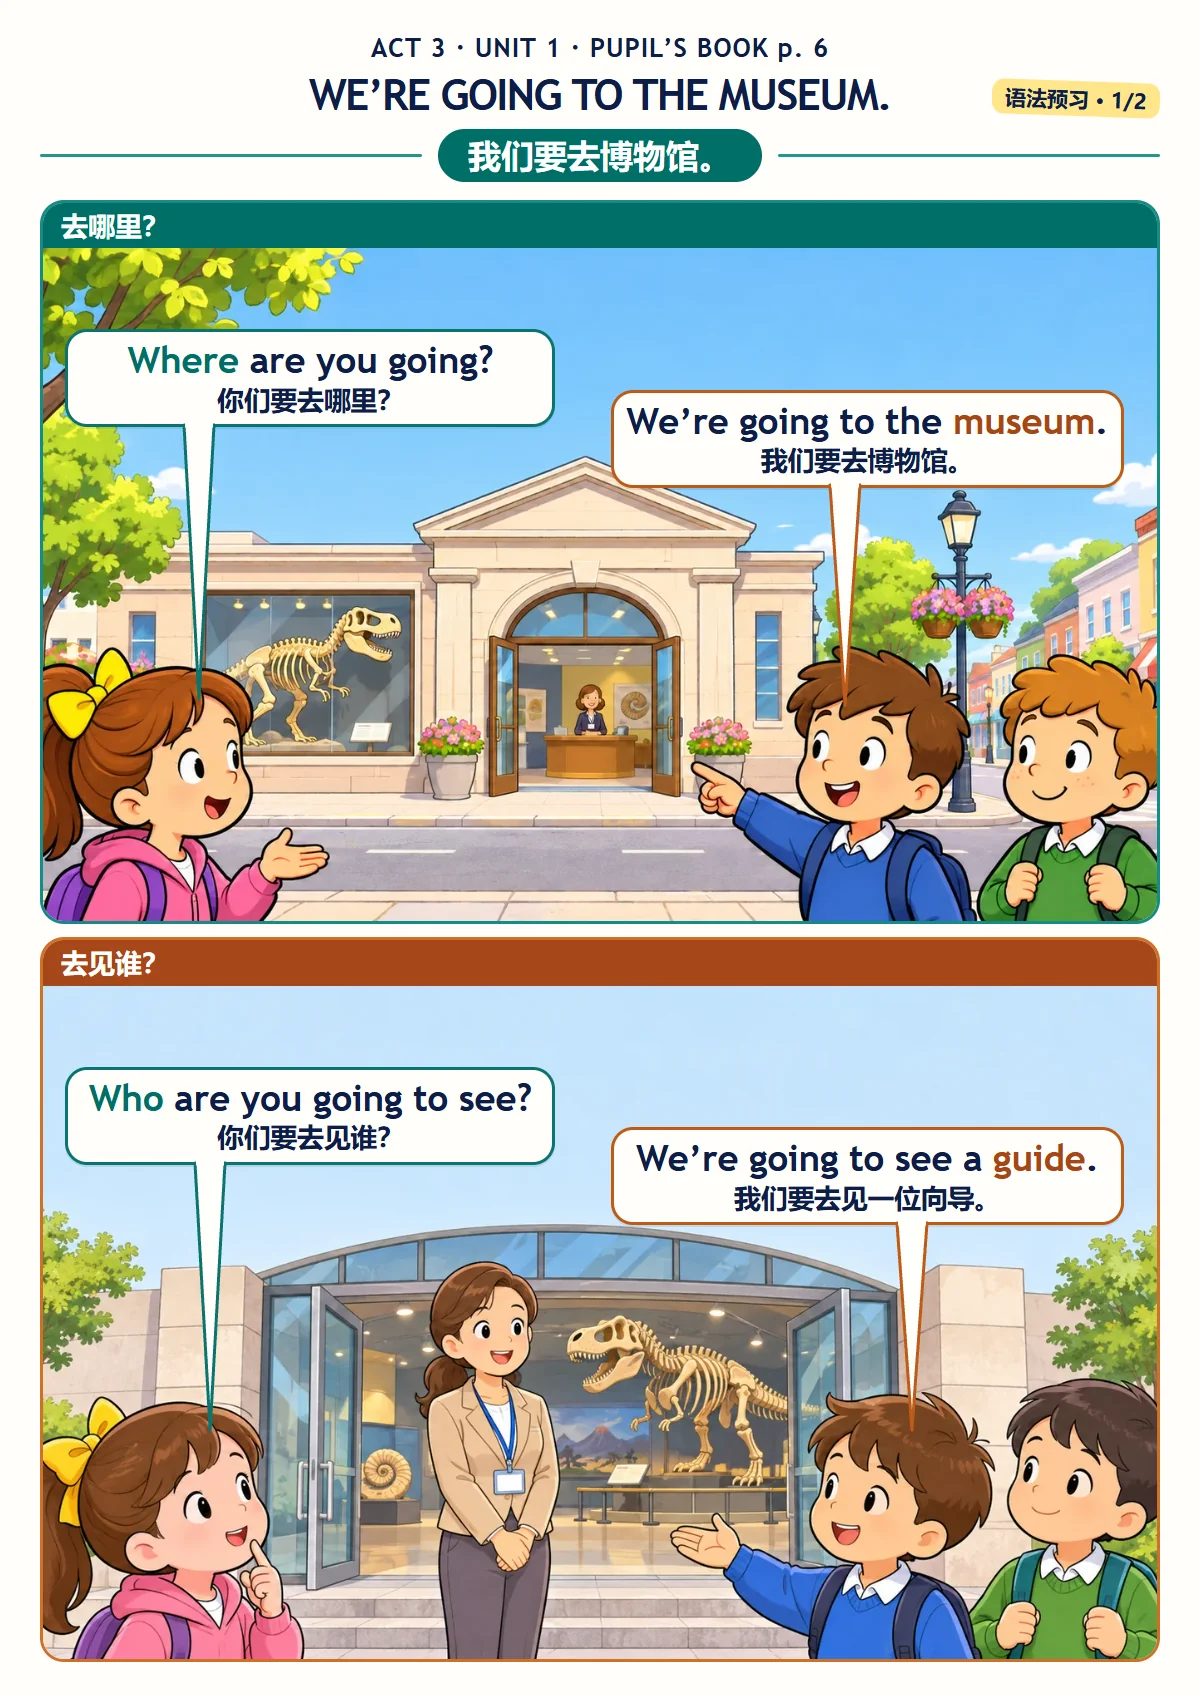 ACT 3 · UNIT 1 · PUPIL’S BOOK p. 6
WE’RE GOING TO THE MUSEUM.
语法预习 • 1/2
我们要去博物馆。
去哪里？
Where are you going?
你们要去哪里？
We’re going to the museum.
我们要去博物馆。
去见谁？
Who are you going to see?
你们要去见谁？
We’re going to see a guide.
我们要去见一位向导。